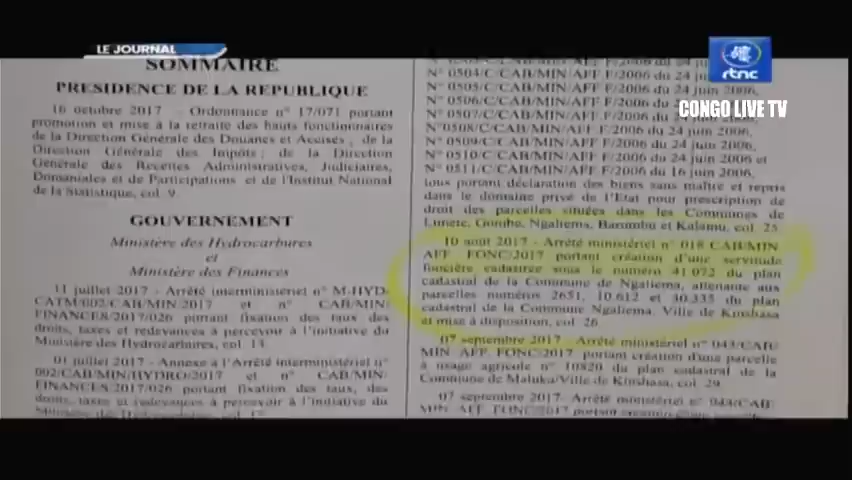 LE JOURNAL
rtnc
CONGO LIVE TV
SOMMAIRE
PRESIDENCE DE LA REPUBLIQUE
16 octobre 2017 - Ordonnance n° 17/071 portant
promotion et mise à la retraite des hauts fonctionnaires
de la Direction Générale des Douanes et Accises, de la
Direction Générale des Impôts, de la Direction
Générale des Recettes Administratives, Judiciaires,
Domaniales et de Participations et de l'Institut National
de la Statistique, col. 9.
GOUVERNEMENT
Ministère des Hydrocarbures
et
Ministère des Finances
11 juillet 2017 - Arrêté interministériel n° M-HYD-
CATM/002/CAB/MIN/2017 et n° CAB/MIN/
FINANCES/2017/026 portant fixation des taux des
droits, taxes et redevances à percevoir à l'initiative du
Ministère des Hydrocarbures, col. 13.
01 juillet 2017 - Annexe à l'Arrêté interministériel n°
002/CAB/MIN/HYDRO/2017 et n° CAB/MIN/
FINANCES/2017/026 portant fixation des taux, des
droits, taxes et redevances à percevoir à l'initiative du
N° 0504/C/CAB/MIN/AFF F/2006 du 24 juin 2006,
N° 0505/C/CAB/MIN/AFF F/2006 du 24 juin 2006,
N° 0506/C/CAB/MIN/AFF F/2006 du 24
N° 0507/C/CAB/MIN/AFF F/2006 du 24
N°0508/C/CAB/MIN/AFF F/2006 du 24 juin 2006,
N° 0509/C/CAB/MIN/AFF F/2006 du 24 juin 2006,
N° 0510/C/CAB/MIN/AFF F/2006 du 24 juin 2006 et
N° 0511/C/CAB/MIN/AFF F/2006 du 16 juin 2006,
tous portant déclaration des biens sans maître et repris
dans le domaine privé de l'Etat pour prescription de
droit des parcelles situées dans les Communes de
Lumete, Gombe, Ngaliema, Barumbu et Kalamu, col. 25.
10 août 2017 - Arrêté ministériel n° 018 CAB/MIN
AFF. FONC/2017 portant création d'une servitude
foncière cadastrée sous le numéro 41.072 du plan
cadastral de la Commune de Ngaliema, attenante aux
parcelles numéros 2651, 10.612 et 30.335 du plan
cadastral de la Commune Ngaliema, Ville de Kinshasa
et mise à disposition, col. 26.
07 septembre 2017 - Arrêté ministériel n° 043/CAB/
MIN/AFF FONC/2017 portant création d'une parcelle
à usage agricole n° 10820 du plan cadastral de la
Commune de Maluku/Ville de Kinshasa, col. 29.
07 septembre 2017 - Arrêté ministériel n° 044/CAB/
MIN/AFF FONC/2017 portant création